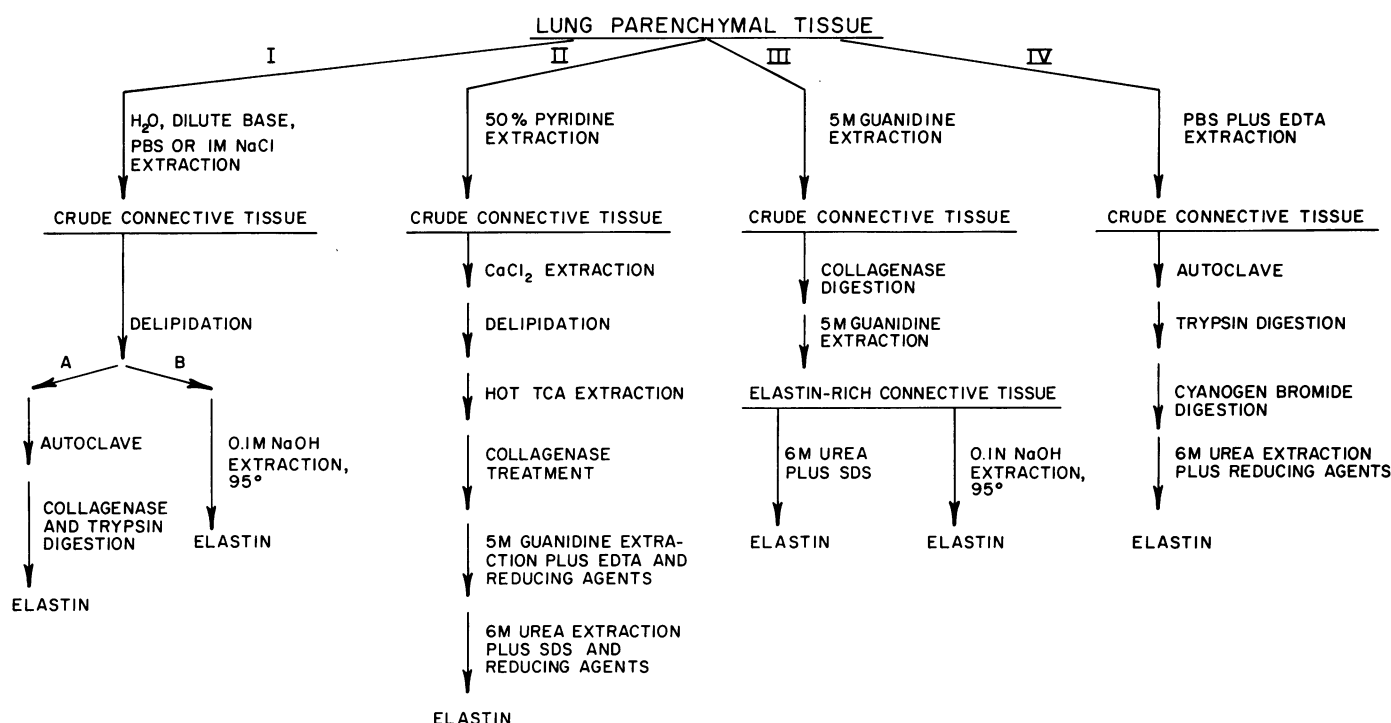 LUNG PARENCHYMAL TISSUE
I
II
III
IV
H2O, DILUTE BASE,
PBS OR 1M NaCl
EXTRACTION
CRUDE CONNECTIVE TISSUE
DELIPIDATION
A
B
AUTOCLAVE
COLLAGENASE
AND TRYPSIN
DIGESTION
ELASTIN
0.1M NaOH
EXTRACTION,
95°
ELASTIN
50% PYRIDINE
EXTRACTION
CRUDE CONNECTIVE TISSUE
CaCl2 EXTRACTION
DELIPIDATION
HOT TCA EXTRACTION
COLLAGENASE
TREATMENT
5M GUANIDINE EXTRA-
CTION PLUS EDTA AND
REDUCING AGENTS
6M UREA EXTRACTION
PLUS SDS AND
REDUCING AGENTS
ELASTIN
5M GUANIDINE
EXTRACTION
CRUDE CONNECTIVE TISSUE
COLLAGENASE
DIGESTION
5M GUANIDINE
EXTRACTION
ELASTIN-RICH CONNECTIVE TISSUE
6M UREA
PLUS SDS
ELASTIN
0.1N NaOH
EXTRACTION,
95°
ELASTIN
PBS PLUS EDTA
EXTRACTION
CRUDE CONNECTIVE TISSUE
AUTOCLAVE
TRYPSIN DIGESTION
CYANOGEN BROMIDE
DIGESTION
6M UREA EXTRACTION
PLUS REDUCING AGENTS
ELASTIN